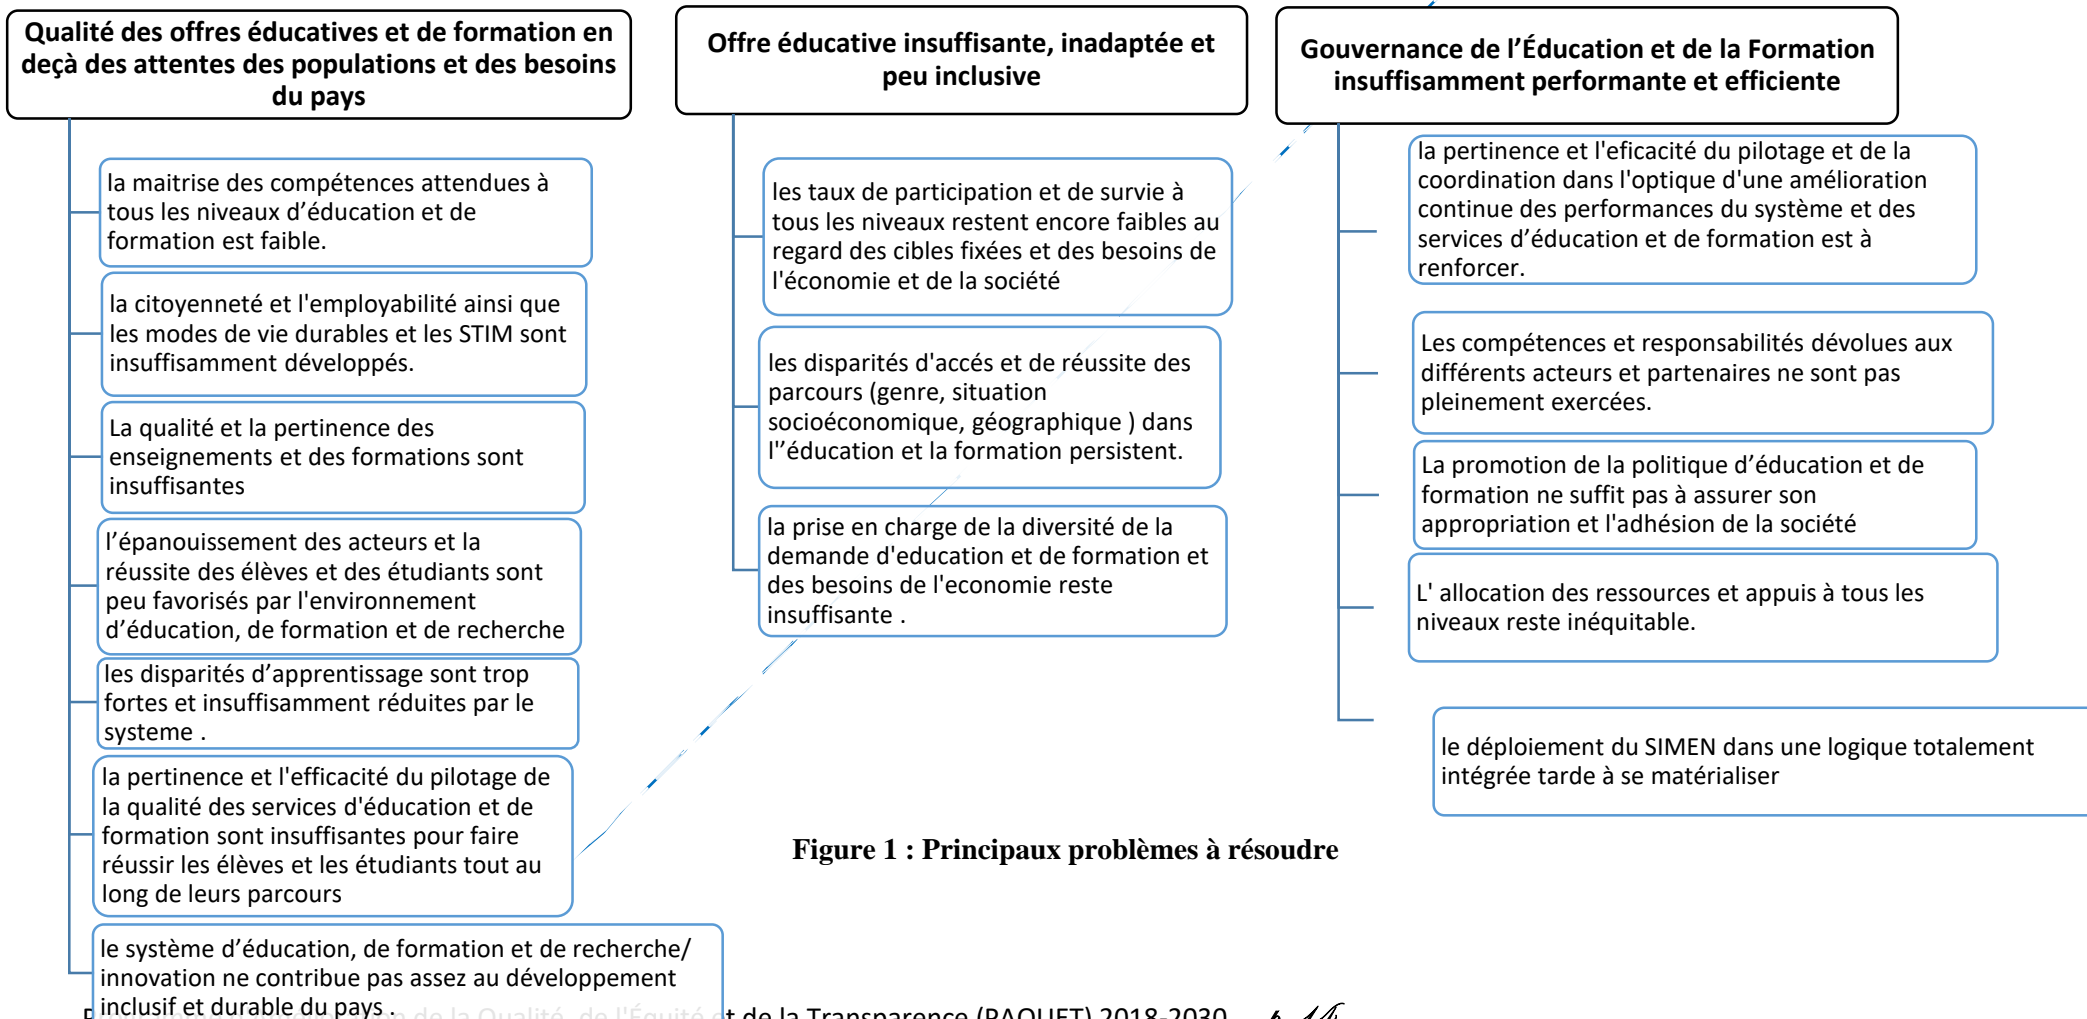 Qualité des offres éducatives et de formation en
deçà des attentes des populations et des besoins
du pays
la maitrise des compétences attendues à
tous les niveaux d’éducation et de
formation est faible.
la citoyenneté et l'employabilité ainsi que
les modes de vie durables et les STIM sont
insuffisamment développés.
La qualité et la pertinence des
enseignements et des formations sont
insuffisantes
l’épanouissement des acteurs et la
réussite des élèves et des étudiants sont
peu favorisés par l'environnement
d’éducation, de formation et de recherche
les disparités d’apprentissage sont trop
fortes et insuffisamment réduites par le
systeme .
la pertinence et l'efficacité du pilotage de
la qualité des services d'éducation et de
formation sont insuffisantes pour faire
réussir les élèves et les étudiants tout au
long de leurs parcours
le système d’éducation, de formation et de recherche/
innovation ne contribue pas assez au développement
inclusif et durable du pays .
Offre éducative insuffisante, inadaptée et
peu inclusive
les taux de participation et de survie à
tous les niveaux restent encore faibles au
regard des cibles fixées et des besoins de
l'économie et de la société
les disparités d'accés et de réussite des
parcours (genre, situation
socioéconomique, géographique ) dans
l'’éducation et la formation persistent.
la prise en charge de la diversité de la
demande d'education et de formation et
des besoins de l'economie reste
insuffisante .
Gouvernance de l’Éducation et de la Formation
insuffisamment performante et efficiente
la pertinence et l'eficacité du pilotage et de la
coordination dans l'optique d'une amélioration
continue des performances du système et des
services d’éducation et de formation est à
renforcer.
Les compétences et responsabilités dévolues aux
différents acteurs et partenaires ne sont pas
pleinement exercées.
La promotion de la politique d’éducation et de
formation ne suffit pas à assurer son
appropriation et l'adhésion de la société
L' allocation des ressources et appuis à tous les
niveaux reste inéquitable.
le déploiement du SIMEN dans une logique totalement
intégrée tarde à se matérialiser
Figure 1 : Principaux problèmes à résoudre
de la Qualité, de l'Équité et de la Transparence (PAQUET) 2018-2030